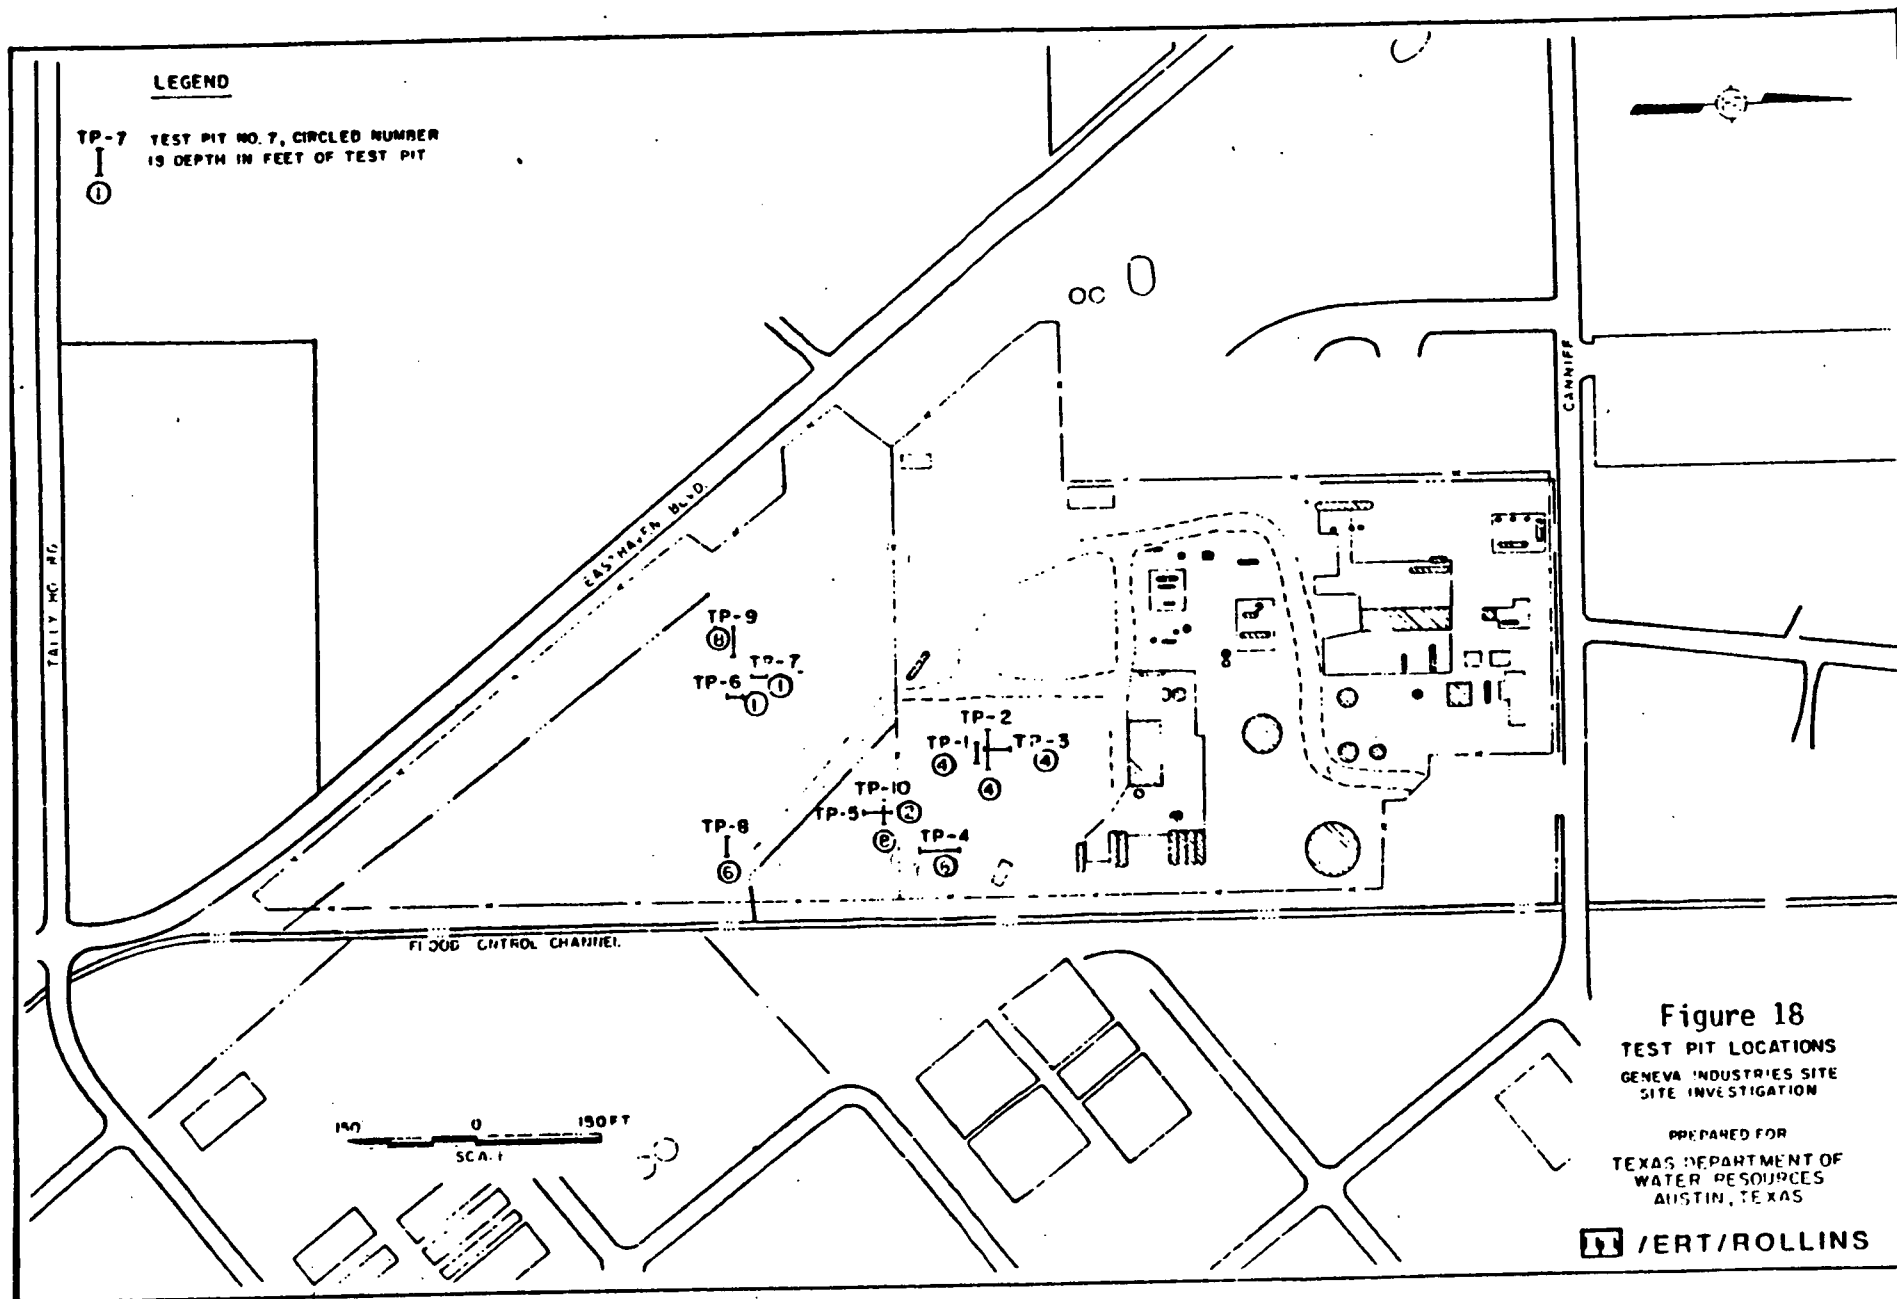 LEGEND
TP-7 TEST PIT NO. 7, CIRCLED NUMBER
IS DEPTH IN FEET OF TEST PIT
1
CANNIFF
EASTHAVEN BLVD.
TALLY HO RD.
TP-9
8
TP-7
1
TP-6
1
TP-2
4
TP-1
4
TP-3
4
TP-10
2
TP-5
TP-4
TP-8
6
CHANNEL
150 0 150 FT
Figure 18
TEST PIT LOCATIONS
GENEVA INDUSTRIES SITE
SITE INVESTIGATION
PREPARED FOR
TEXAS DEPARTMENT OF
WATER RESOURCES
AUSTIN, TEXAS
IT /ERT/ROLLINS